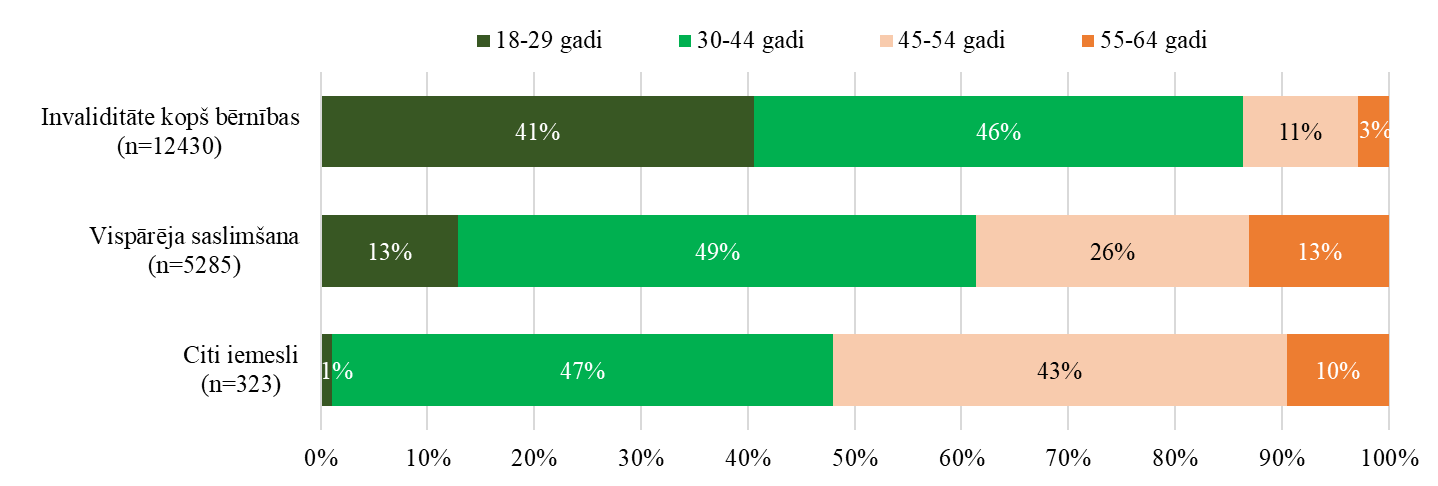 18-29 gadi 30-44 gadi 45-54 gadi 55-64 gadi
Invaliditāte kopš bērnības
(n=12430)
41% 46% 11% 3%
Vispārēja saslimšana
(n=5285)
13% 49% 26% 13%
Citi iemesli
(n=323)
1% 47% 43% 10%
0% 10% 20% 30% 40% 50% 60% 70% 80% 90% 100%